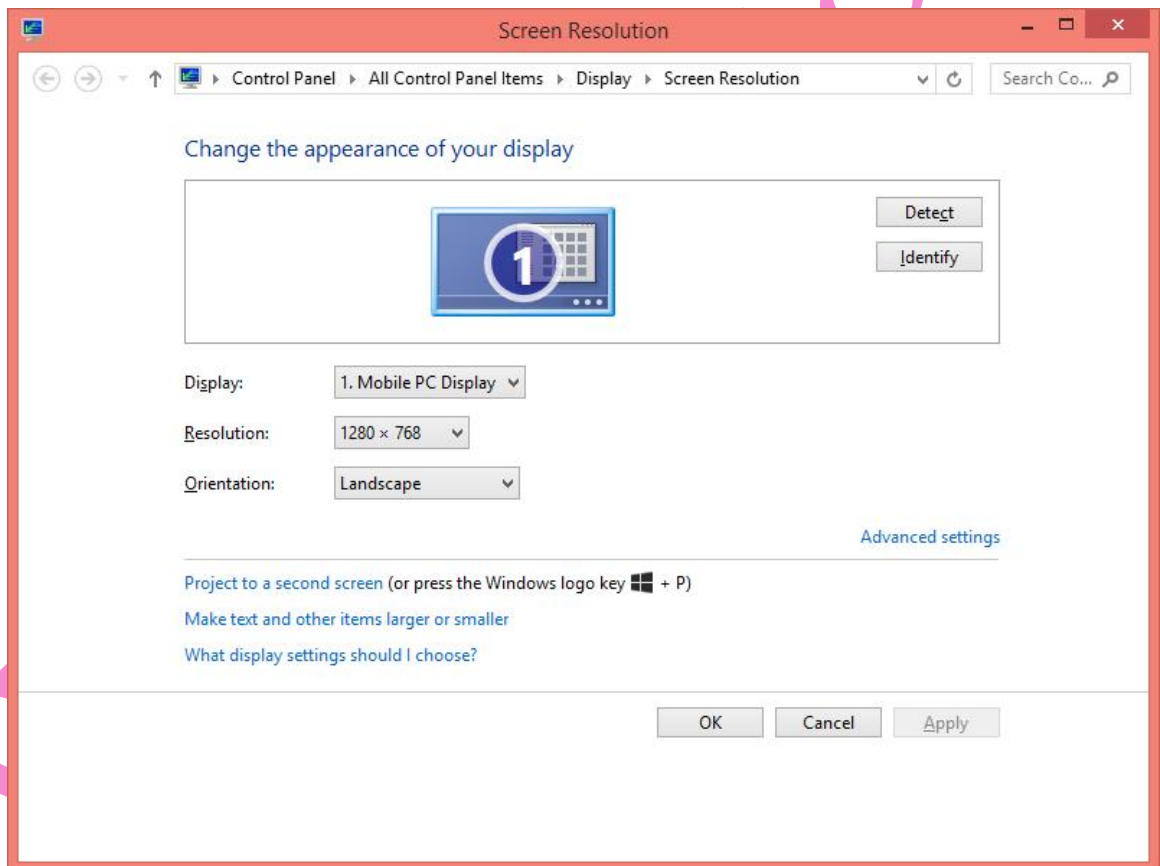 Screen Resolution
Control Panel All Control Panel Items Display Screen Resolution Search Co...
Change the appearance of your display
1
Detect
Identify
Display: 1. Mobile PC Display
Resolution: 1280 × 768
Orientation: Landscape
Advanced settings
Project to a second screen (or press the Windows logo key + P)
Make text and other items larger or smaller
What display settings should I choose?
OK Cancel Apply